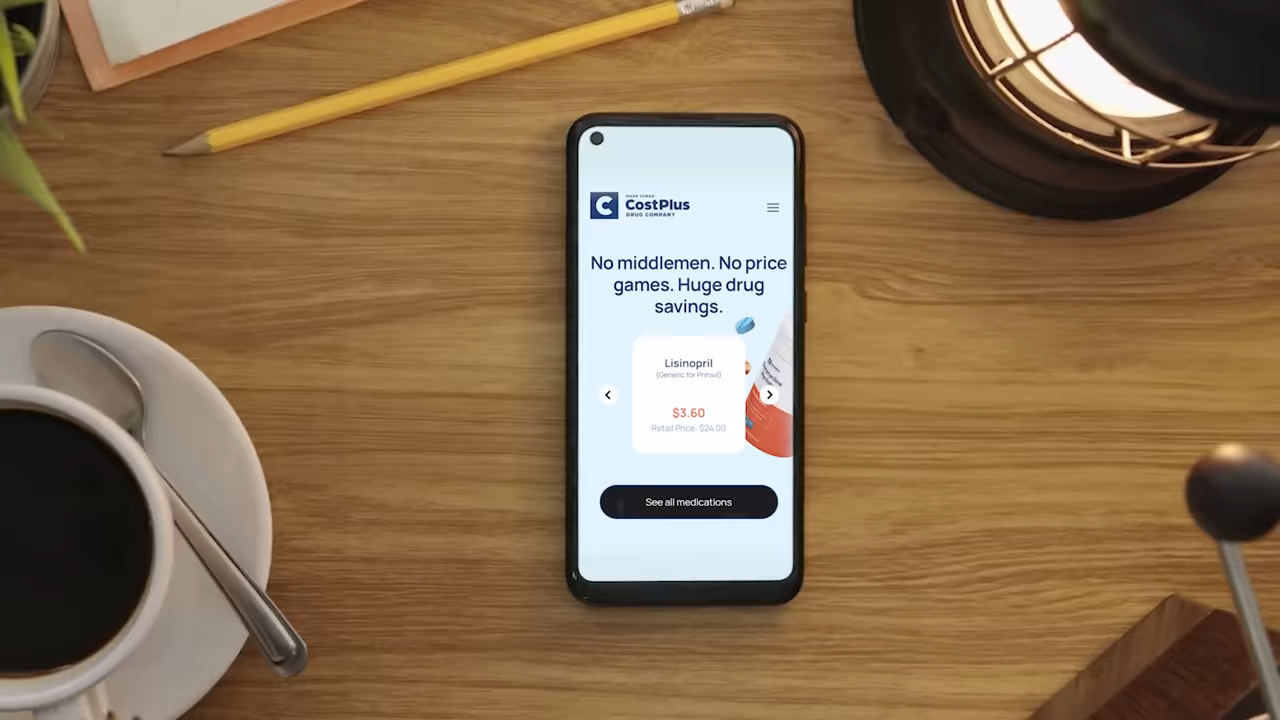 MARK CUBAN
CostPlus
DRUG COMPANY
No middlemen. No price
games. Huge drug
savings.
Lisinopril
(Generic for Prinivil)
$3.60
Retail Price: $24.00
See all medications